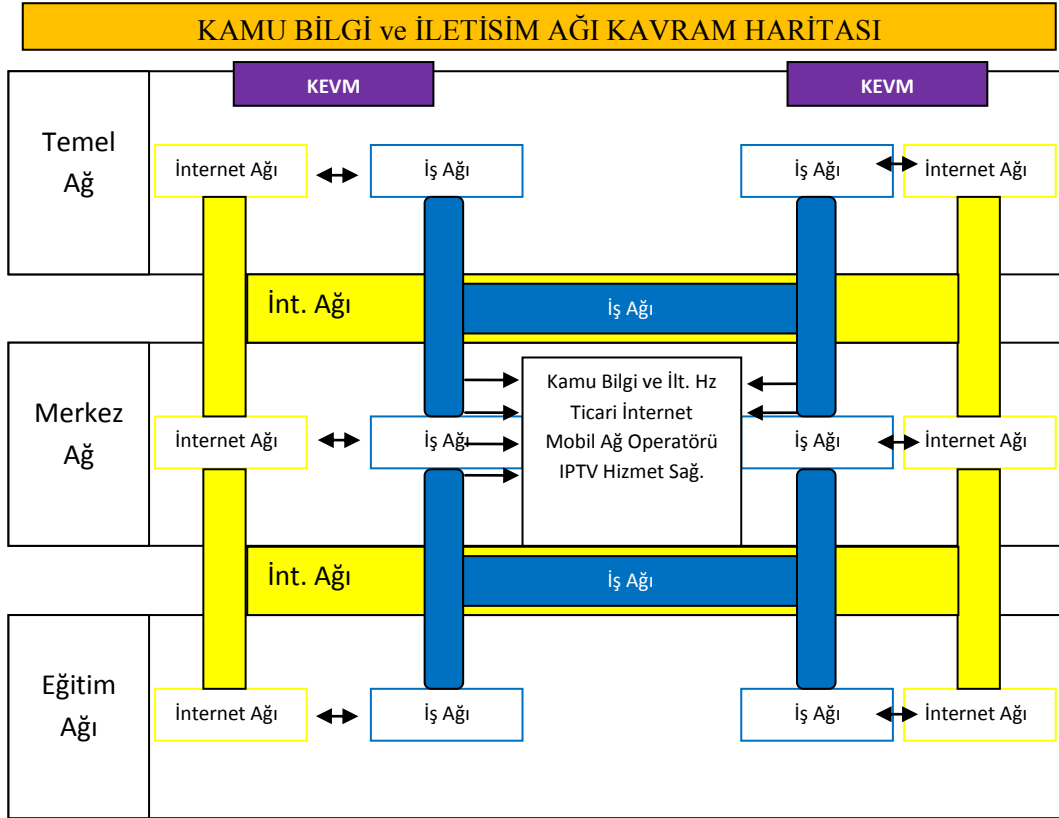 KAMU BİLGİ ve İLETİSİM AĞI KAVRAM HARİTASI
KEVM
KEVM
Temel
Ağ
İnternet Ağı
İş Ağı
İş Ağı
İnternet Ağı
İnt. Ağı
İş Ağı
Merkez
Ağ
Kamu Bilgi ve İlt. Hz
Ticari İnternet
Mobil Ağ Operatörü
IPTV Hizmet Sağ.
İnternet Ağı
İş Ağı
İş Ağı
İnternet Ağı
İnt. Ağı
İş Ağı
Eğitim
Ağı
İnternet Ağı
İş Ağı
İş Ağı
İnternet Ağı